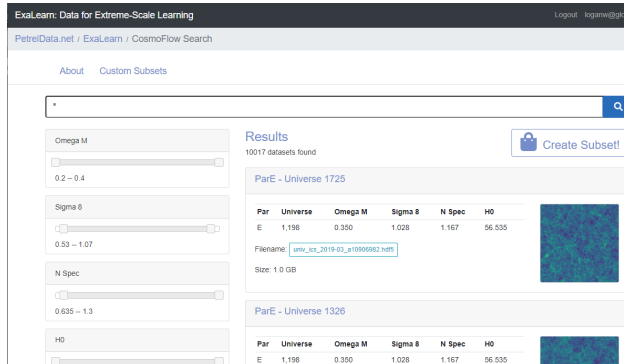 ExaLearn: Data for Extreme-Scale Learning
Logout loganw@glo
PetrelData.net / ExaLearn / CosmoFlow Search
About Custom Subsets
*
Omega M
0.2 -- 0.4
Sigma 8
0.53 -- 1.07
N Spec
0.635 -- 1.3
H0
Results
10017 datasets found
Create Subset!
ParE - Universe 1725
Par Universe Omega M Sigma 8 N Spec H0
E 1,198 0.350 1.028 1.167 56.535
Filename: univ_ics_2019-03_a10906982.hdf5
Size: 1.0 GB
ParE - Universe 1326
Par Universe Omega M Sigma 8 N Spec H0
E 1,198 0.350 1.028 1.167 56.535